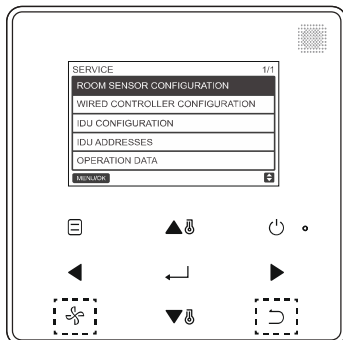 SERVICE 1/1
ROOM SENSOR CONFIGURATION
WIRED CONTROLLER CONFIGURATION
IDU CONFIGURATION
IDU ADDRESSES
OPERATION DATA
MENU/OK